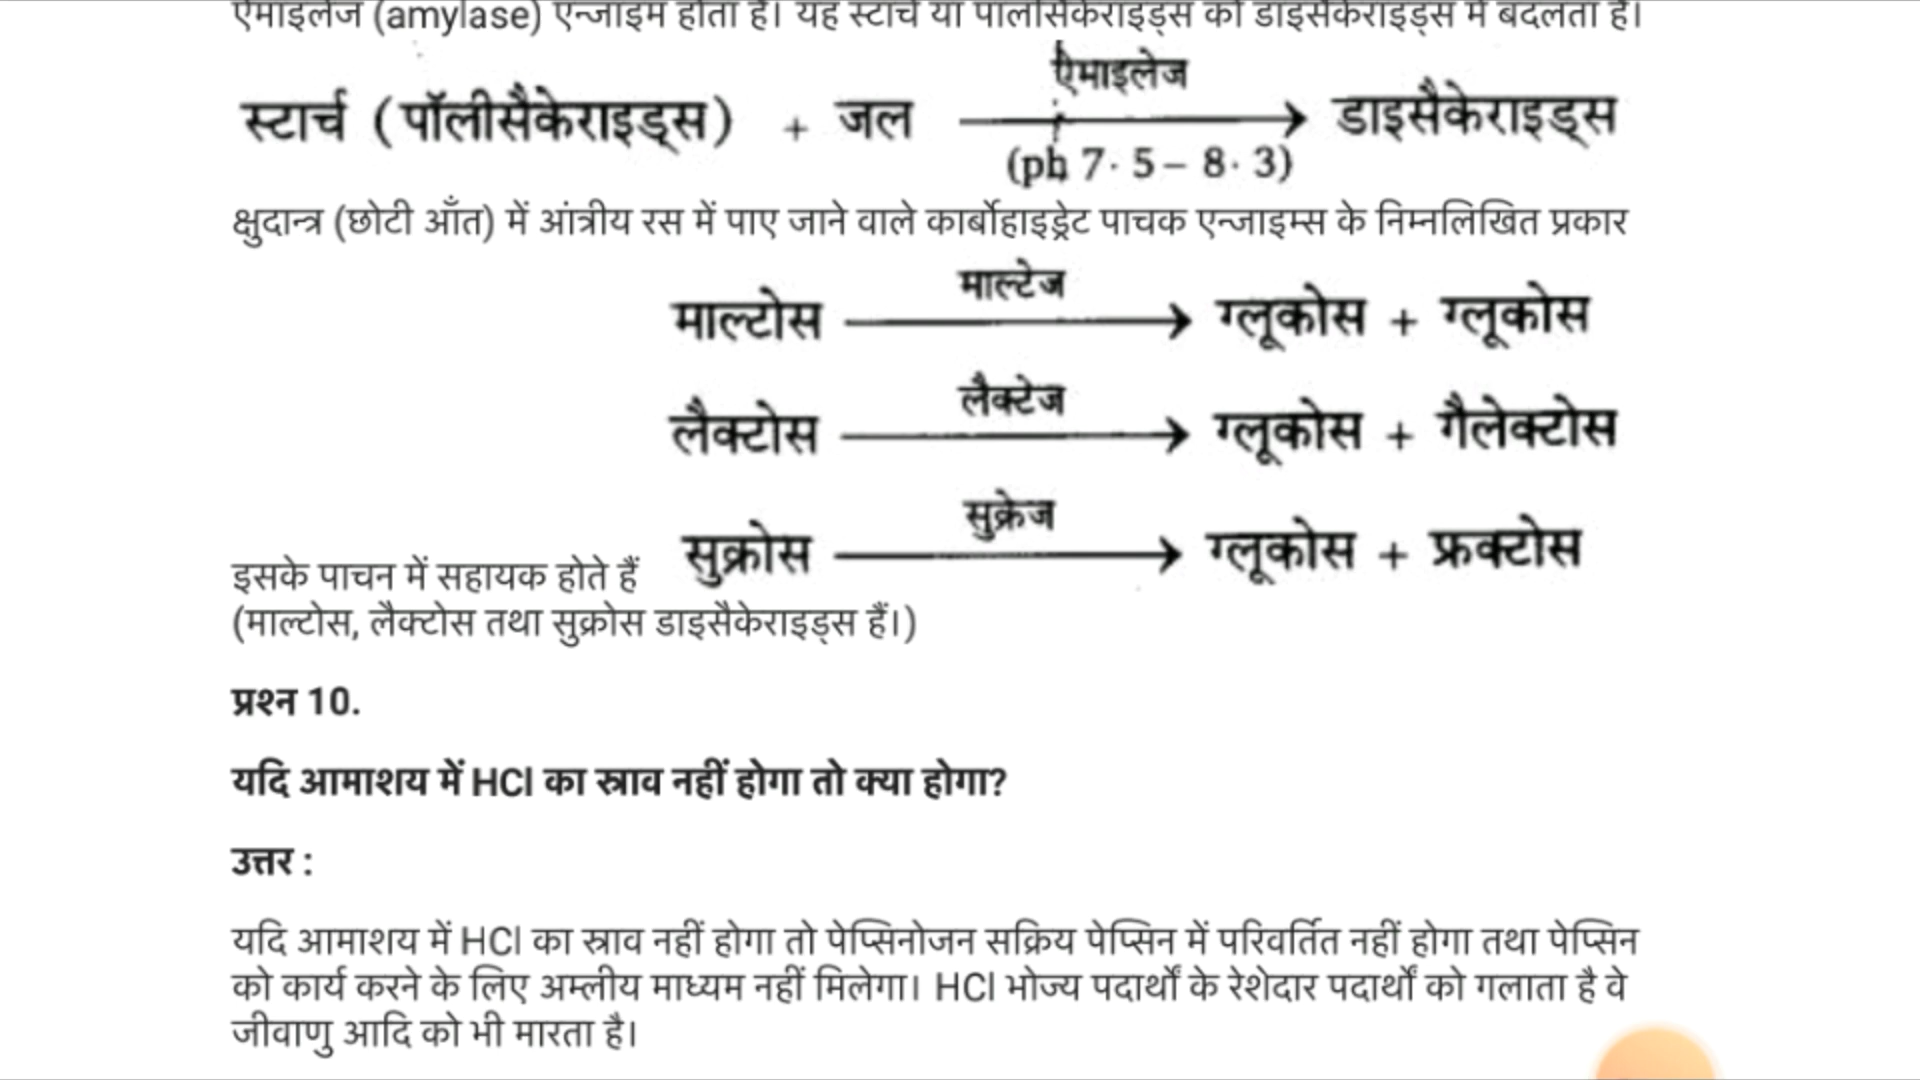 ऐमाइलेज (amylase) एन्जाइम होता है। यह स्टार्च या पॉलीसैकेराइड्स को डाइसैकेराइड्स में बदलता है।
ऐमाइलेज
स्टार्च (पॉलीसैकेराइड्स) + जल ⟶ डाइसैकेराइड्स
(ph 7· 5 – 8· 3)
क्षुदान्त्र (छोटी आँत) में आंत्रीय रस में पाए जाने वाले कार्बोहाइड्रेट पाचक एन्जाइम्स के निम्नलिखित प्रकार
माल्टेज
माल्टोस ⟶ ग्लूकोस + ग्लूकोस
लैक्टेज
लैक्टोस ⟶ ग्लूकोस + गैलेक्टोस
सुक्रेज
सुक्रोस ⟶ ग्लूकोस + फ्रक्टोस
इसके पाचन में सहायक होते हैं
(माल्टोस, लैक्टोस तथा सुक्रोस डाइसैकेराइड्स हैं।)
प्रश्न 10.
यदि आमाशय में HCl का स्राव नहीं होगा तो क्या होगा?
उत्तर :
यदि आमाशय में HCl का स्राव नहीं होगा तो पेप्सिनोजन सक्रिय पेप्सिन में परिवर्तित नहीं होगा तथा पेप्सिन
को कार्य करने के लिए अम्लीय माध्यम नहीं मिलेगा। HCl भोज्य पदार्थों के रेशेदार पदार्थों को गलाता है वे
जीवाणु आदि को भी मारता है।